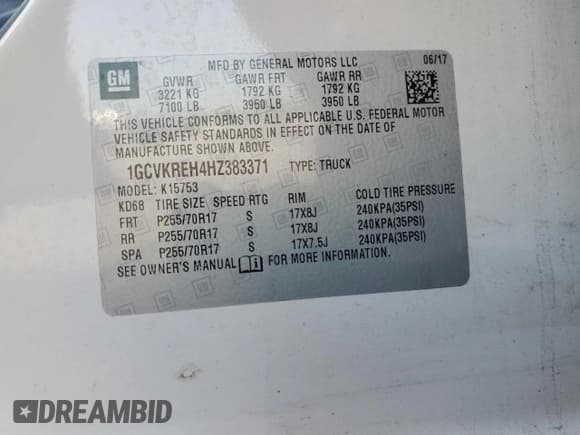 GM
MFD BY GENERAL MOTORS LLC 06/17
GVWR GAWR FRT GAWR RR
3221 KG 1792 KG 1792 KG
7100 LB 3950 LB 3950 LB
THIS VEHICLE CONFORMS TO ALL APPLICABLE U.S. FEDERAL MOTOR
VEHICLE SAFETY STANDARDS IN EFFECT ON THE DATE OF
MANUFACTURE SHOWN ABOVE.
1GCVKREH4HZ383371 TYPE: TRUCK
MODEL: K15753
KD68 TIRE SIZE SPEED RTG RIM COLD TIRE PRESSURE
FRT P255/70R17 S 17X8J 240KPA(35PSI)
RR P255/70R17 S 17X8J 240KPA(35PSI)
SPA P255/70R17 S 17X7.5J 240KPA(35PSI)
SEE OWNER'S MANUAL FOR MORE INFORMATION.
DREAMBID